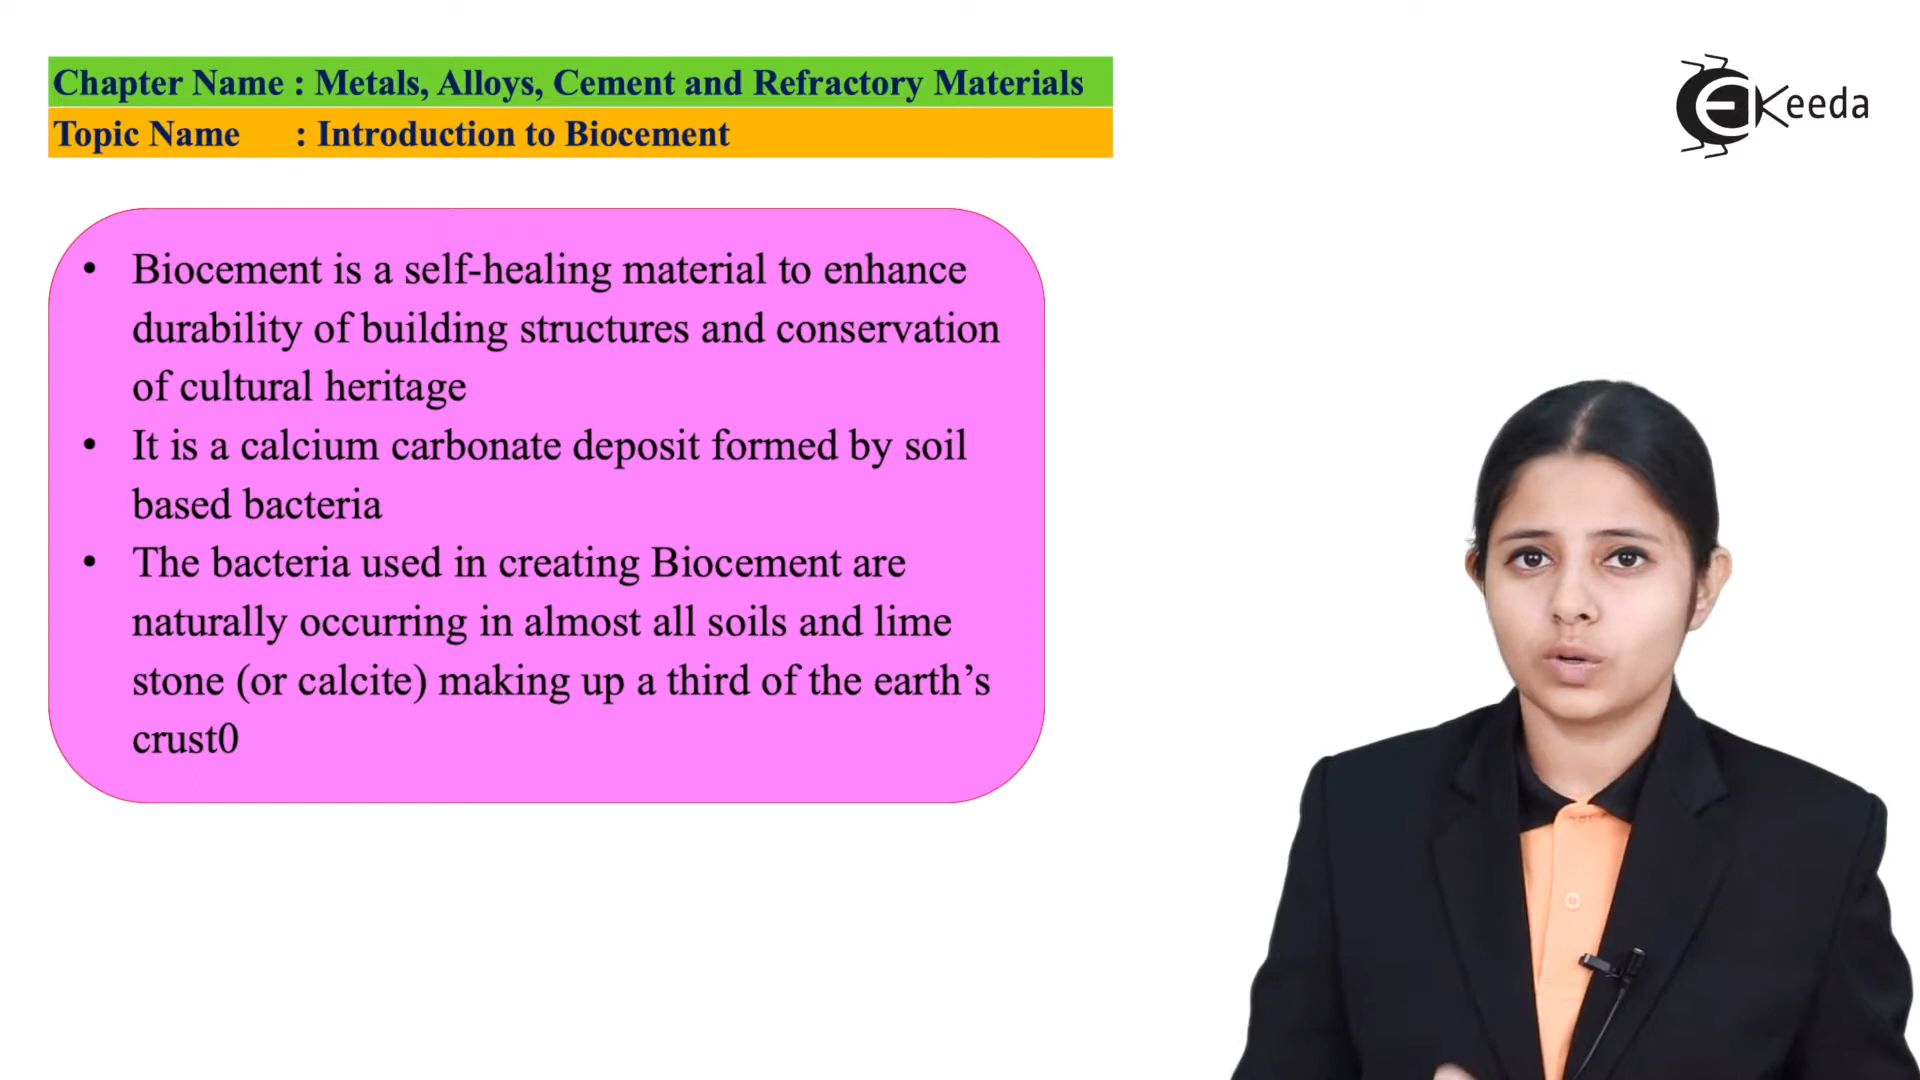 Chapter Name : Metals, Alloys, Cement and Refractory Materials
Topic Name : Introduction to Biocement
EKeeda
• Biocement is a self-healing material to enhance
durability of building structures and conservation
of cultural heritage
• It is a calcium carbonate deposit formed by soil
based bacteria
• The bacteria used in creating Biocement are
naturally occurring in almost all soils and lime
stone (or calcite) making up a third of the earth’s
crust0